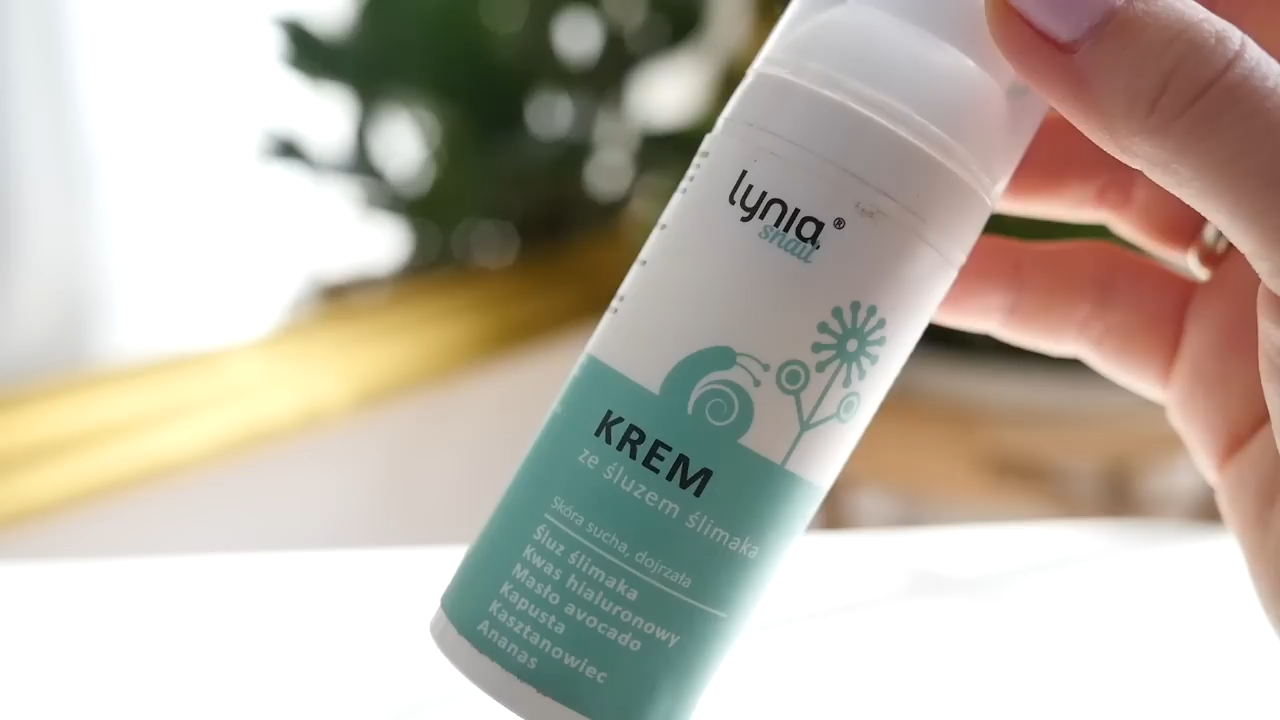 lynia®
snail
KREM
ze śluzem ślimaka
Skóra sucha, dojrzała
Śluz ślimaka
Kwas hialuronowy
Masło avocado
Kapusta
Kasztanowiec
Ananas